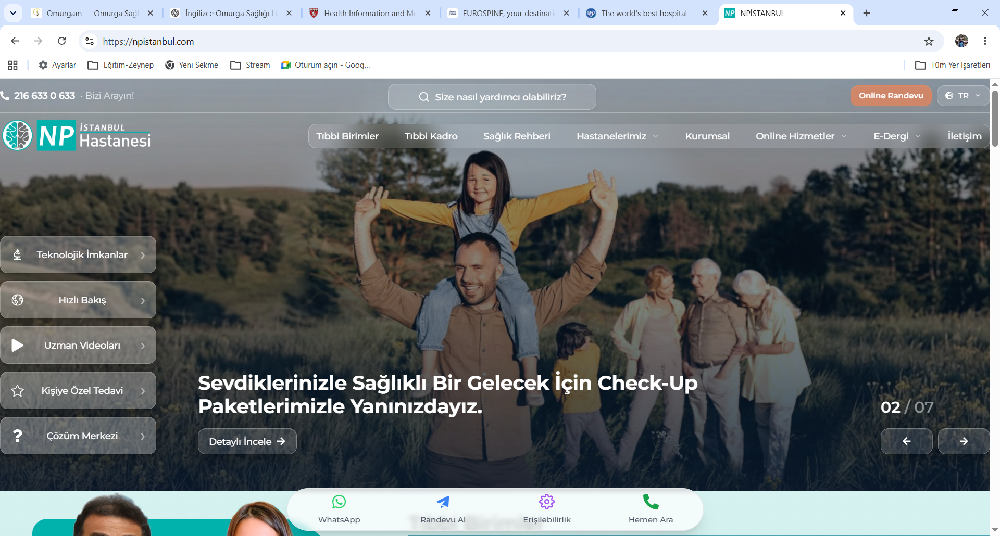 Omurgam — Omurga Sağl
İngilizce Omurga Sağlığı Li
Health Information and Me
EUROSPINE, your destinati
The world's best hospital -
NP NPİSTANBUL
https://npistanbul.com
Ayarlar
Eğitim-Zeynep
Yeni Sekme
Stream
Oturum açın - Goog...
Tüm Yer İşaretleri
216 633 0 633 · Bizi Arayın!
Size nasıl yardımcı olabiliriz?
Online Randevu
TR
NP İSTANBUL
Hastanesi
Tıbbi Birimler
Tıbbi Kadro
Sağlık Rehberi
Hastanelerimiz
Kurumsal
Online Hizmetler
E-Dergi
İletişim
Teknolojik İmkanlar
Hızlı Bakış
Uzman Videoları
Kişiye Özel Tedavi
Çözüm Merkezi
Sevdiklerinizle Sağlıklı Bir Gelecek İçin Check-Up
Paketlerimizle Yanınızdayız.
Detaylı İncele
02 / 07
WhatsApp
Randevu Al
Erişilebilirlik
Hemen Ara
Tıbbi Birimler